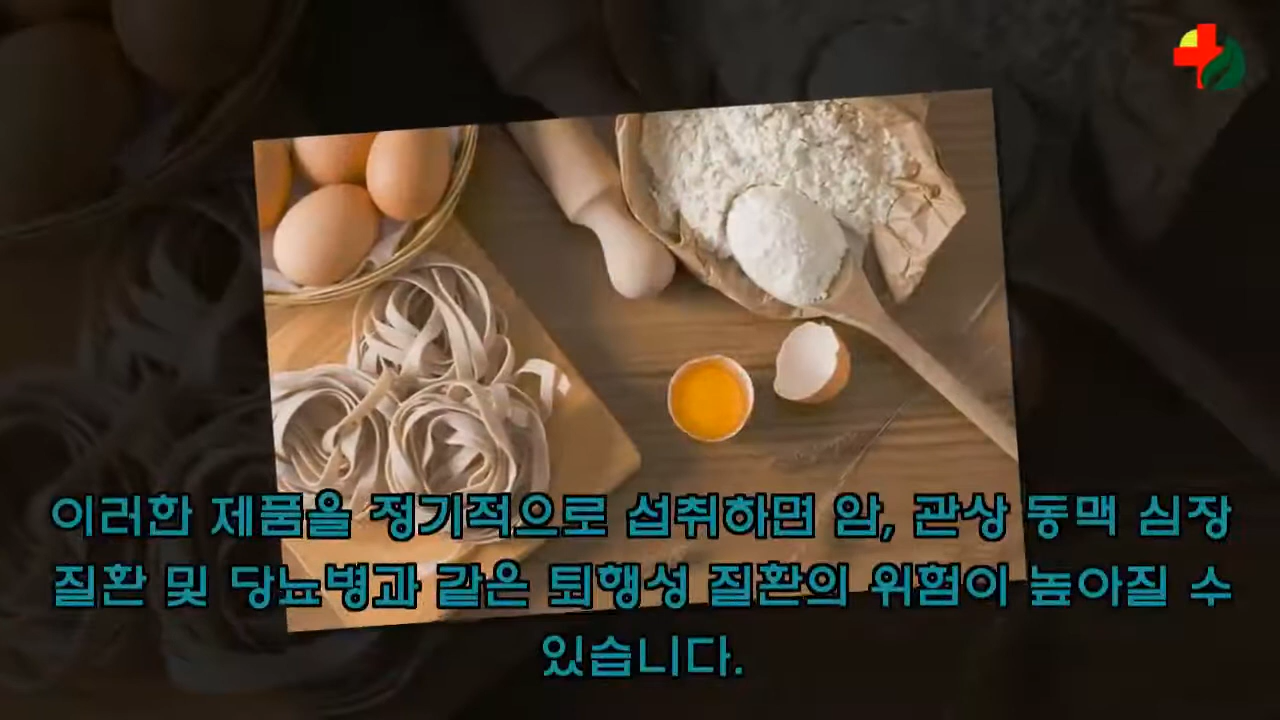 이러한 제품을 정기적으로 섭취하면 암, 관상 동맥 심장
질환 및 당뇨병과 같은 퇴행성 질환의 위험이 높아질 수
있습니다.